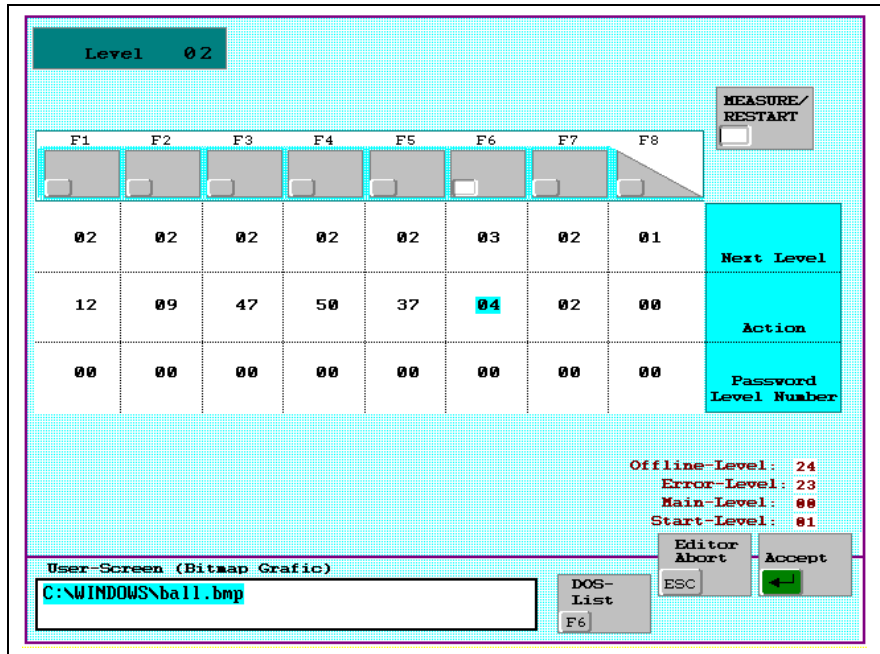 Level 02
MEASURE/
RESTART
F1 F2 F3 F4 F5 F6 F7 F8
02 02 02 02 02 03 02 01
Next Level
12 09 47 50 37 04 02 00
Action
00 00 00 00 00 00 00 00
Password
Level Number
Offline-Level: 24
Error-Level: 23
Main-Level: 00
Start-Level: 01
Editor
Abort
ESC
Accept
User-Screen (Bitmap Grafic)
C:\WINDOWS\ball.bmp
DOS-
List
F6